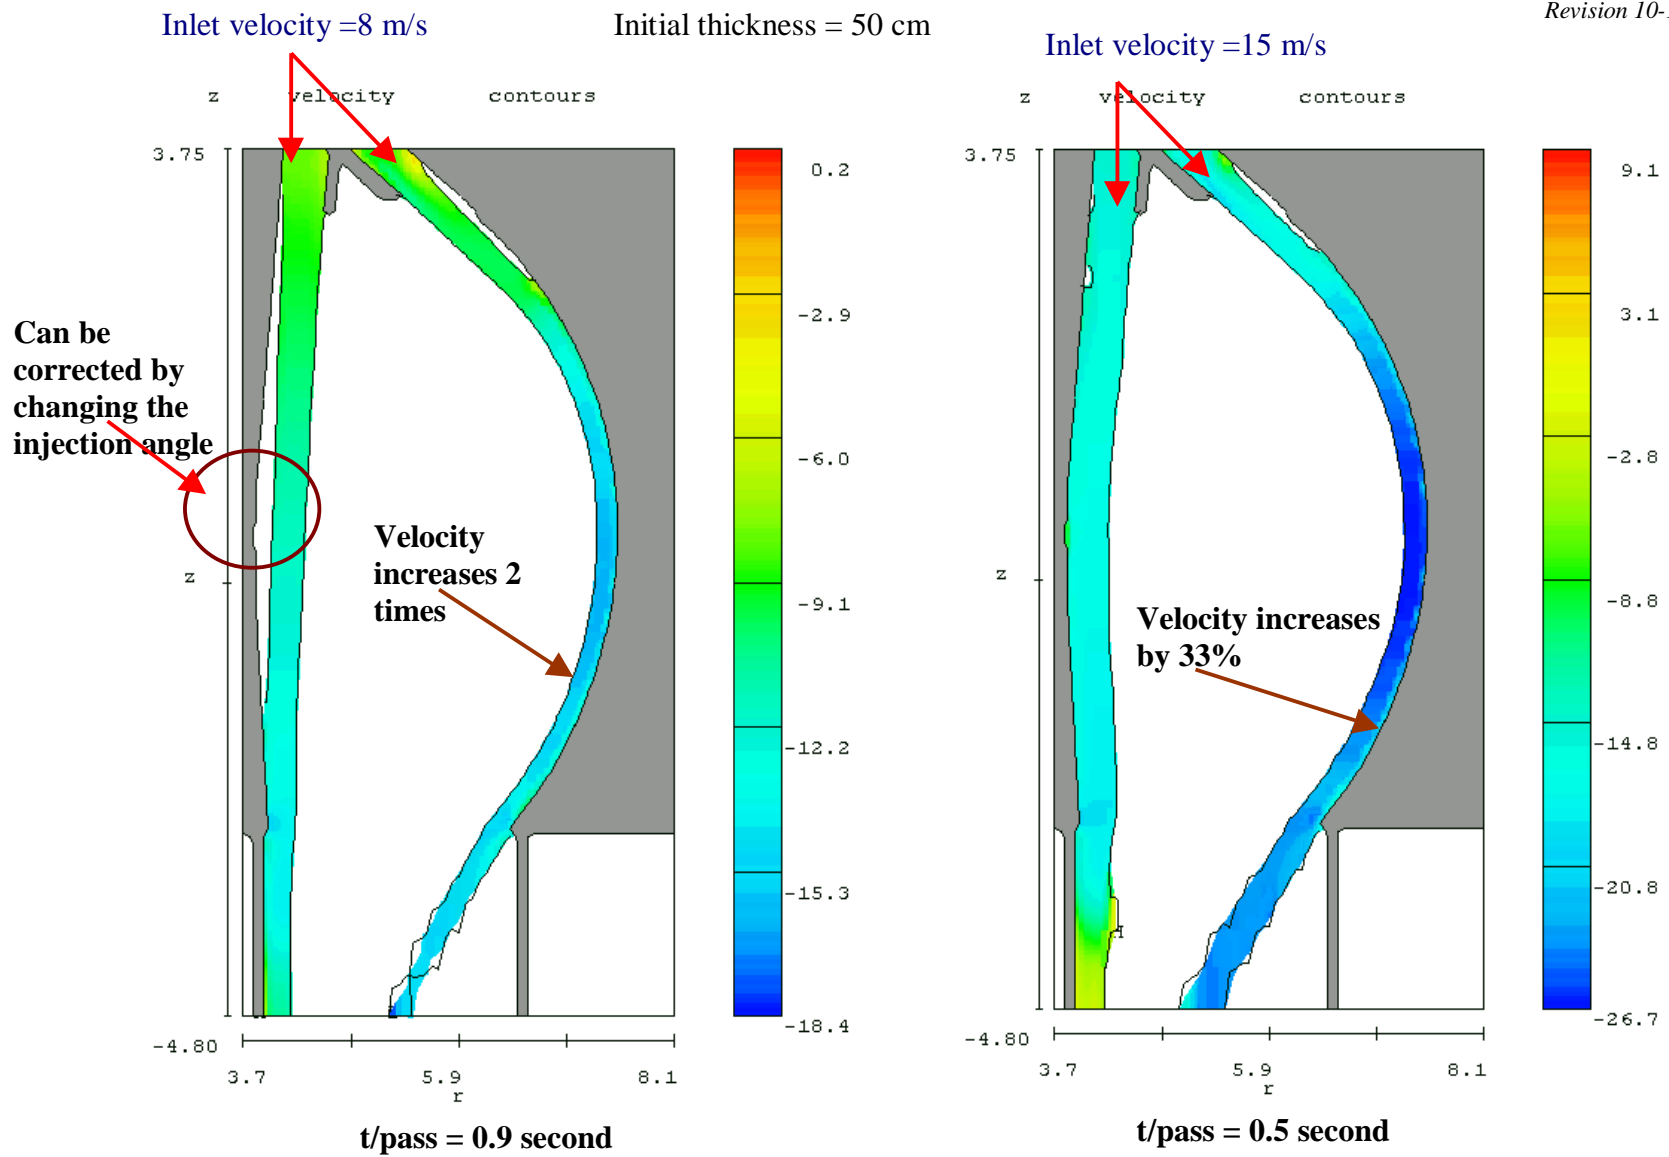 Revision 10-
Inlet velocity =8 m/s
Initial thickness = 50 cm
Inlet velocity =15 m/s
z velocity contours
z velocity contours
3.75
3.75
0.2
-2.9
-6.0
-9.1
-12.2
-15.3
-18.4
9.1
3.1
-2.8
-8.8
-14.8
-20.8
-26.7
Can be
corrected by
changing the
injection angle
Velocity
increases 2
times
Velocity increases
by 33%
z
z
-4.80
-4.80
3.7 5.9 8.1
r
3.7 5.9 8.1
r
t/pass = 0.9 second
t/pass = 0.5 second